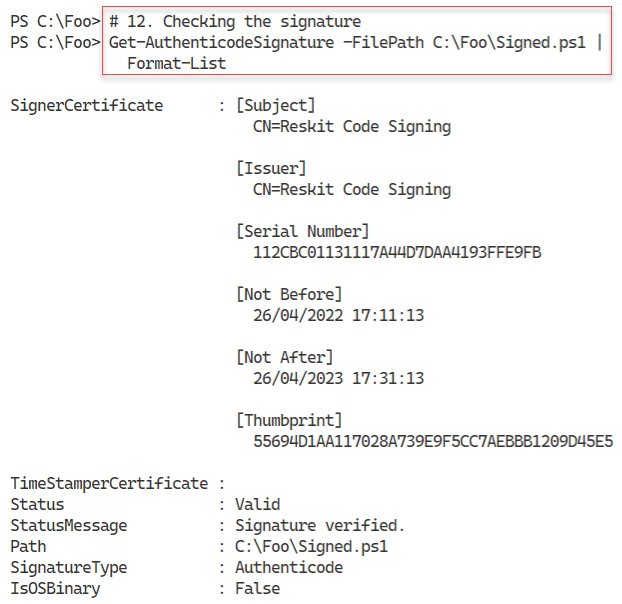 PS C:\Foo> # 12. Checking the signature
PS C:\Foo> Get-AuthenticodeSignature -FilePath C:\Foo\Signed.ps1 |
Format-List
SignerCertificate : [Subject]
CN=Reskit Code Signing
[Issuer]
CN=Reskit Code Signing
[Serial Number]
112CBC01131117A44D7DAA4193FFE9FB
[Not Before]
26/04/2022 17:11:13
[Not After]
26/04/2023 17:31:13
[Thumbprint]
55694D1AA117028A739E9F5CC7AEBBB1209D45E5
TimeStamperCertificate :
Status : Valid
StatusMessage : Signature verified.
Path : C:\Foo\Signed.ps1
SignatureType : Authenticode
IsOSBinary : False